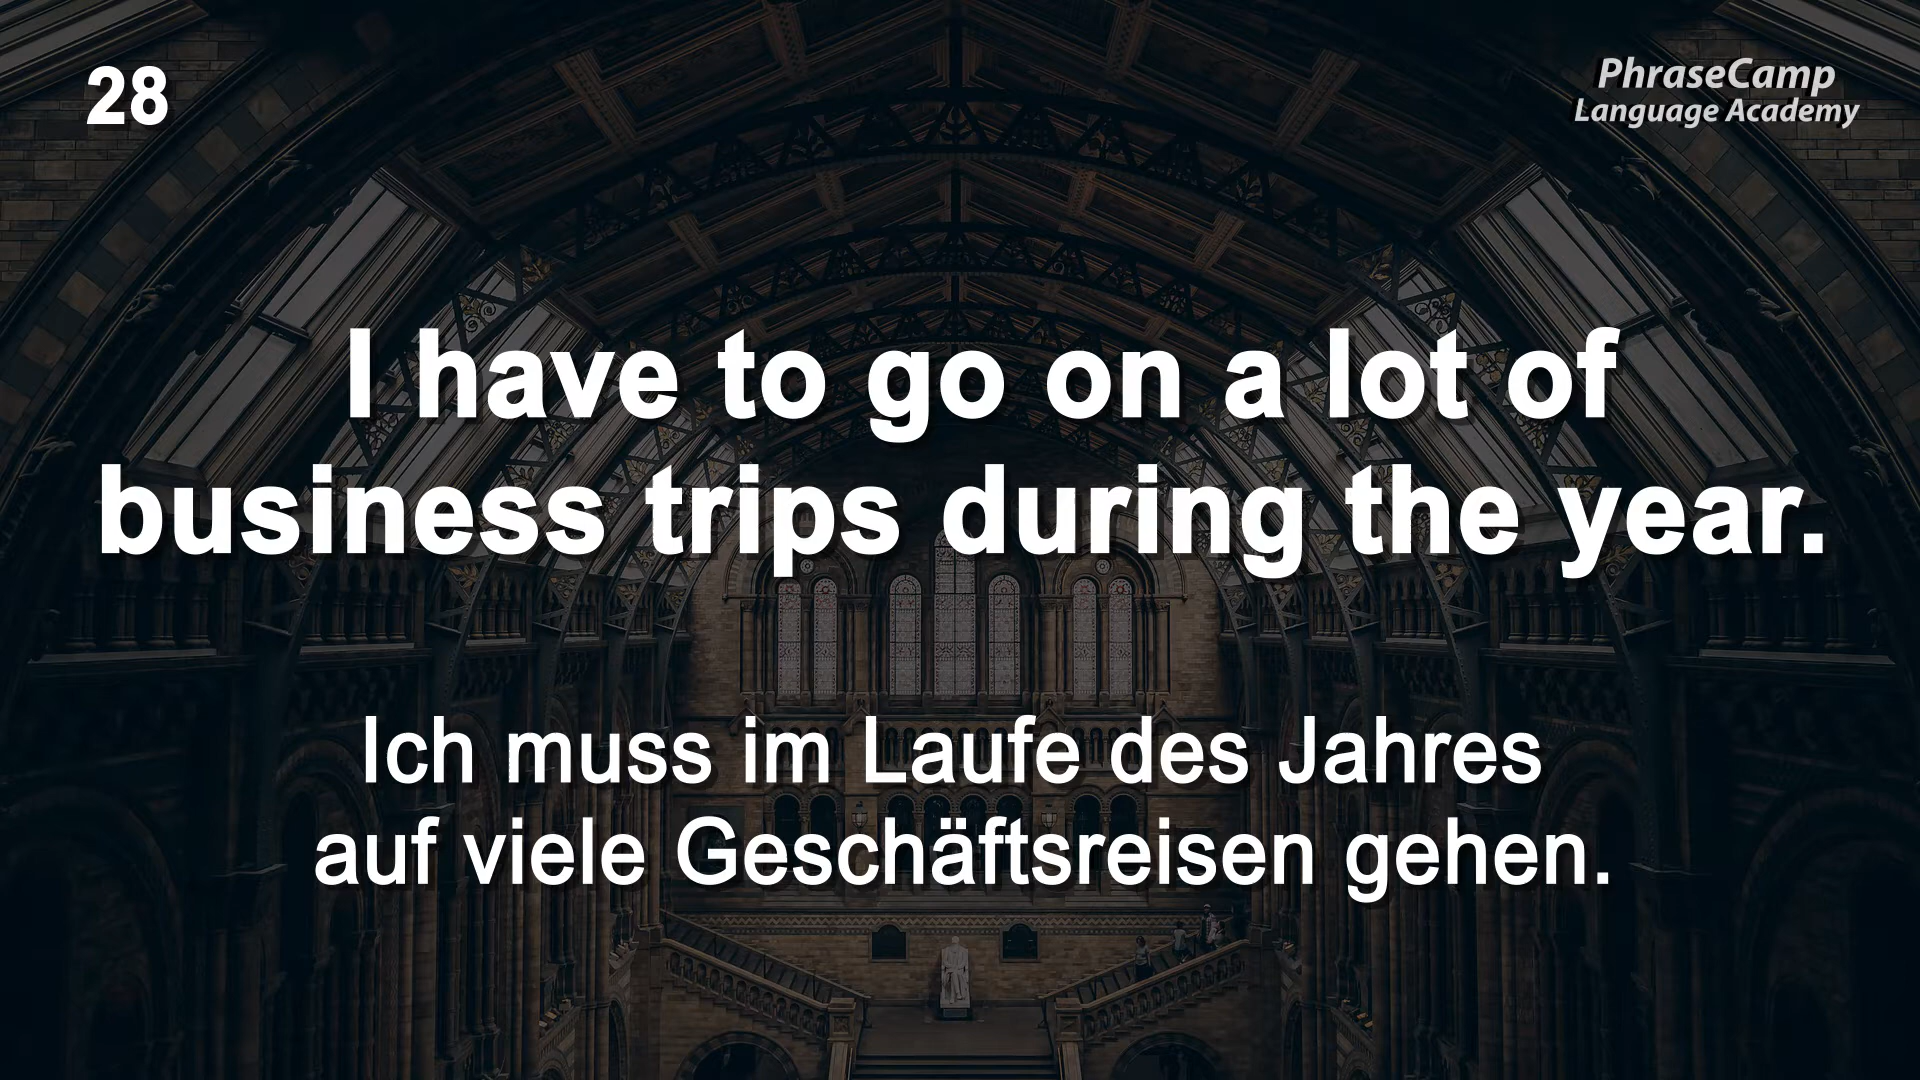 28
PhraseCamp
Language Academy
I have to go on a lot of
business trips during the year.
Ich muss im Laufe des Jahres
auf viele Geschäftsreisen gehen.